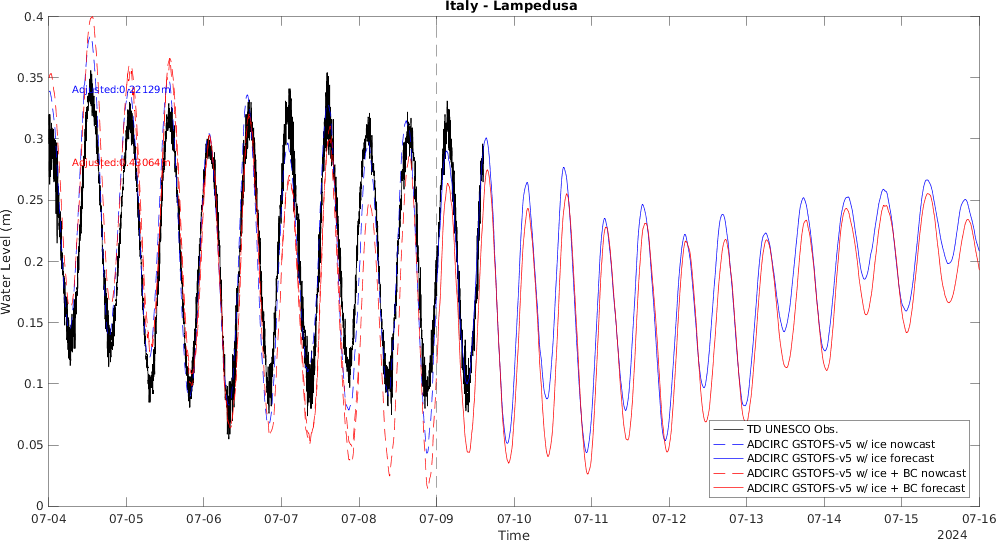 Italy - Lampedusa
Water Level (m)
0.4
0.35
0.3
0.25
0.2
0.15
0.1
0.05
0
Adjusted:0.22129m
TD UNESCO Obs.
ADCIRC GSTOFS-v5 w/ ice nowcast
ADCIRC GSTOFS-v5 w/ ice forecast
ADCIRC GSTOFS-v5 w/ ice + BC nowcast
ADCIRC GSTOFS-v5 w/ ice + BC forecast
07-04 07-05 07-06 07-07 07-08 07-09 07-10 07-11 07-12 07-13 07-14 07-15 07-16
Time
2024